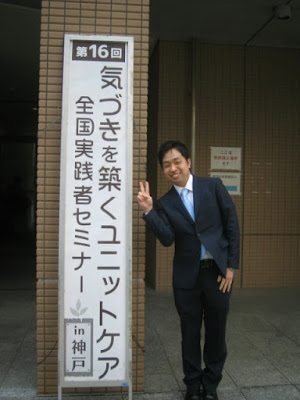 第16回
気づきを築くユニットケア
全国実践者セミナー
in
神戸